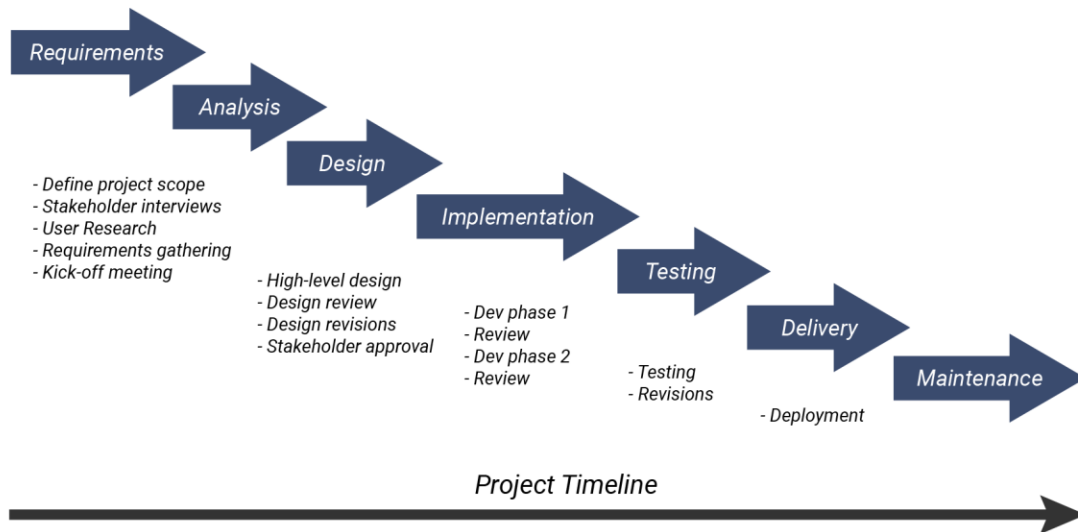 Requirements
Analysis
Design
Implementation
Testing
Delivery
Maintenance
- Define project scope
- Stakeholder interviews
- User Research
- Requirements gathering
- Kick-off meeting
- High-level design
- Design review
- Design revisions
- Stakeholder approval
- Dev phase 1
- Review
- Dev phase 2
- Review
- Testing
- Revisions
- Deployment
Project Timeline